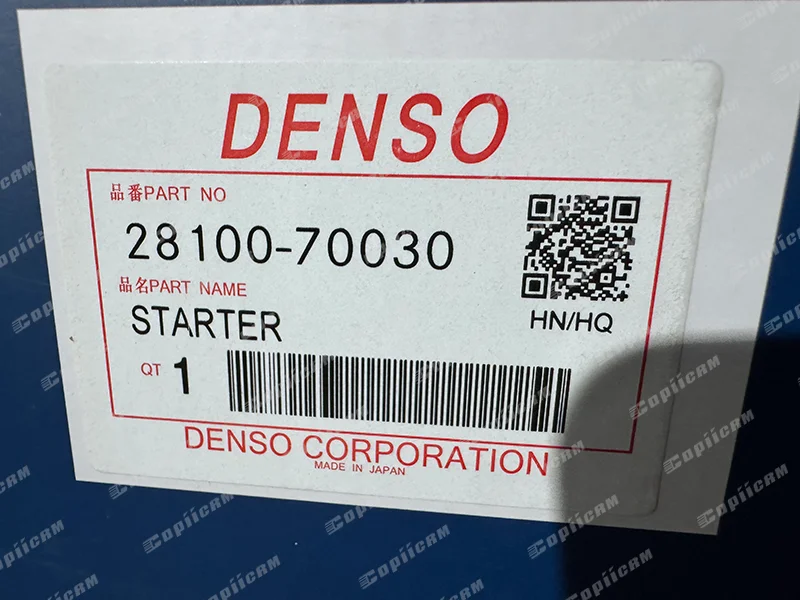 DENSO
品番PART NO
28100-70030
品名PART NAME
STARTER
HN/HQ
QT 1
DENSO CORPORATION
MADE IN JAPAN
Copiicam